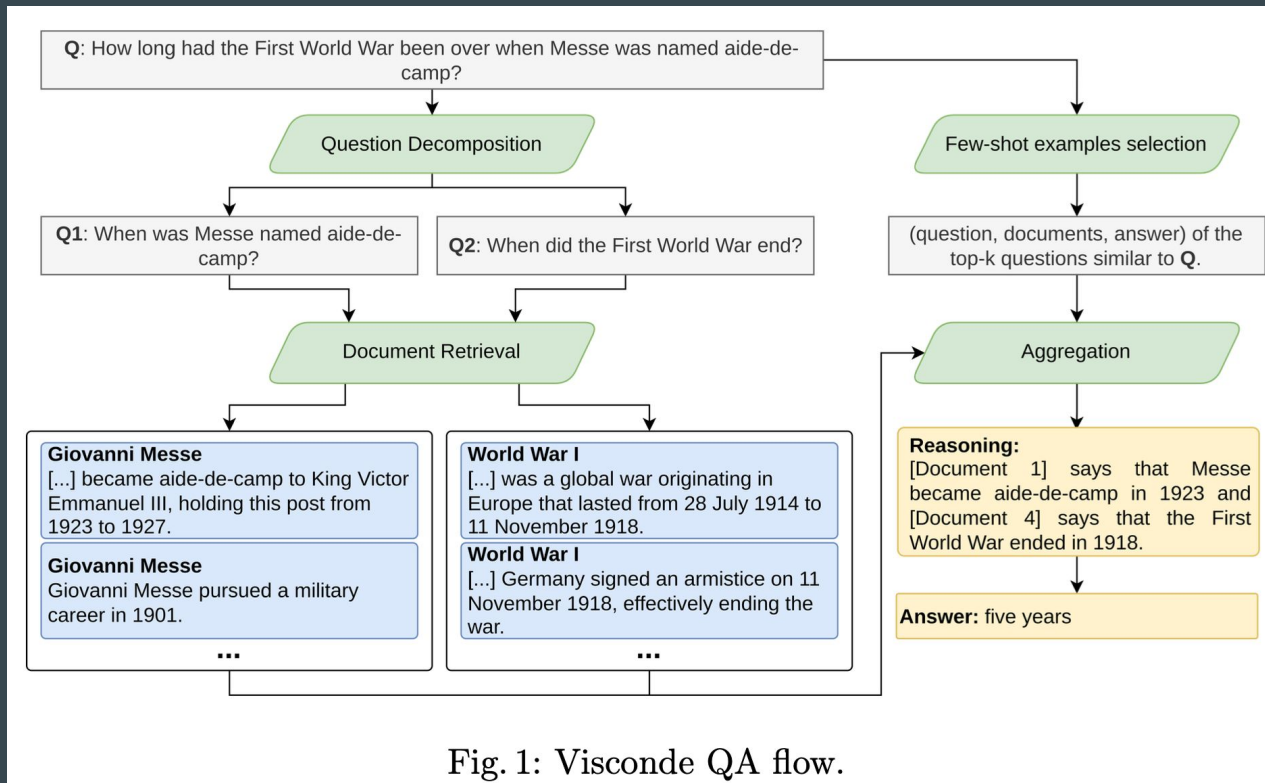 Q: How long had the First World War been over when Messe was named aide-de-
camp?
Question Decomposition
Few-shot examples selection
Q1: When was Messe named aide-de-
camp?
Q2: When did the First World War end?
(question, documents, answer) of the
top-k questions similar to Q.
Document Retrieval
Aggregation
Giovanni Messe
[...] became aide-de-camp to King Victor
Emmanuel III, holding this post from
1923 to 1927.
Giovanni Messe
Giovanni Messe pursued a military
career in 1901.
...
World War I
[...] was a global war originating in
Europe that lasted from 28 July 1914 to
11 November 1918.
World War I
[...] Germany signed an armistice on 11
November 1918, effectively ending the
war.
...
Reasoning:
[Document 1] says that Messe
became aide-de-camp in 1923 and
[Document 4] says that the First
World War ended in 1918.
Answer: five years
Fig. 1: Visconde QA flow.